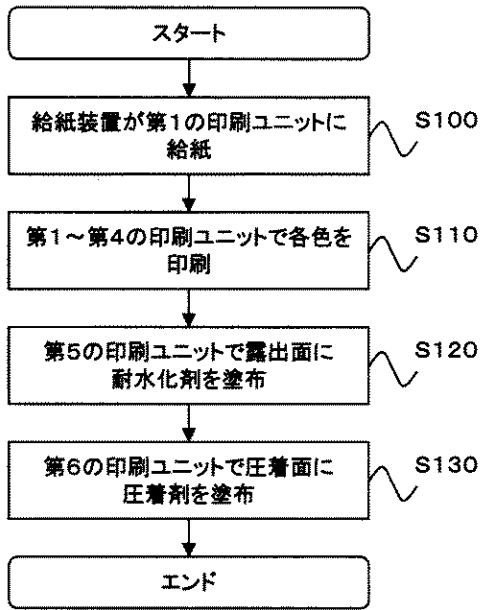 スタート
給紙装置が第1の印刷ユニットに
給紙
S100
第1～第4の印刷ユニットで各色を
印刷
S110
第5の印刷ユニットで露出面に
耐水化剤を塗布
S120
第6の印刷ユニットで圧着面に
圧着剤を塗布
S130
エンド